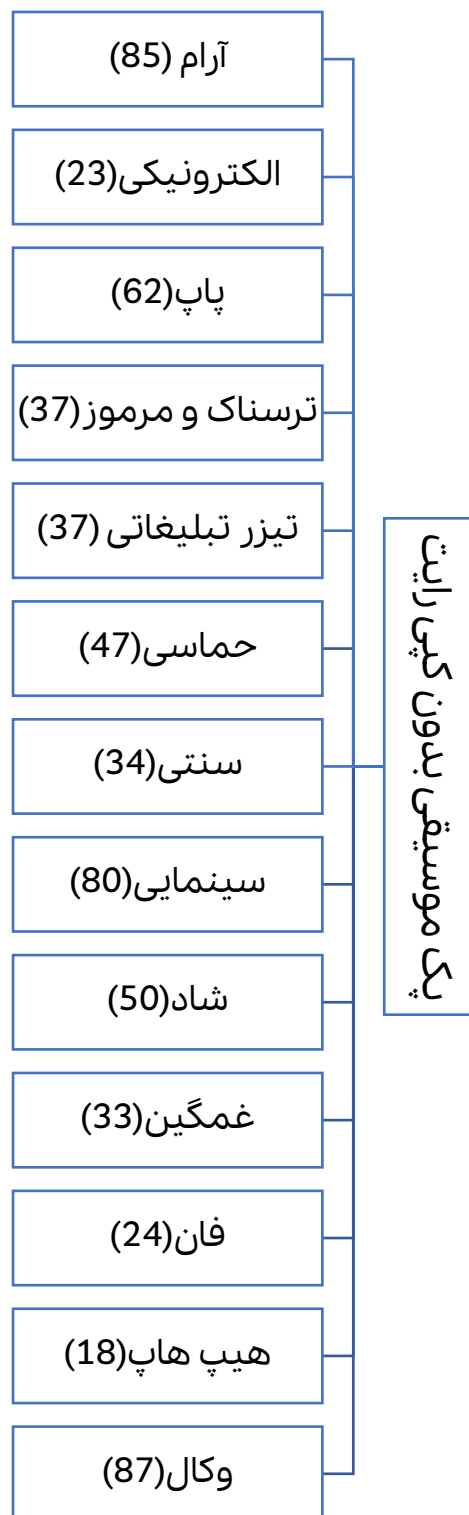 پک موسیقی بدون کپی رایت
آرام (85)
الکترونیکی(23)
پاپ(62)
ترسناک و مرموز(37)
تیزر تبلیغاتی (37)
حماسی(47)
سنتی(34)
سینمایی(80)
شاد(50)
غمگین(33)
فان(24)
هیپ هاپ(18)
وکال(87)